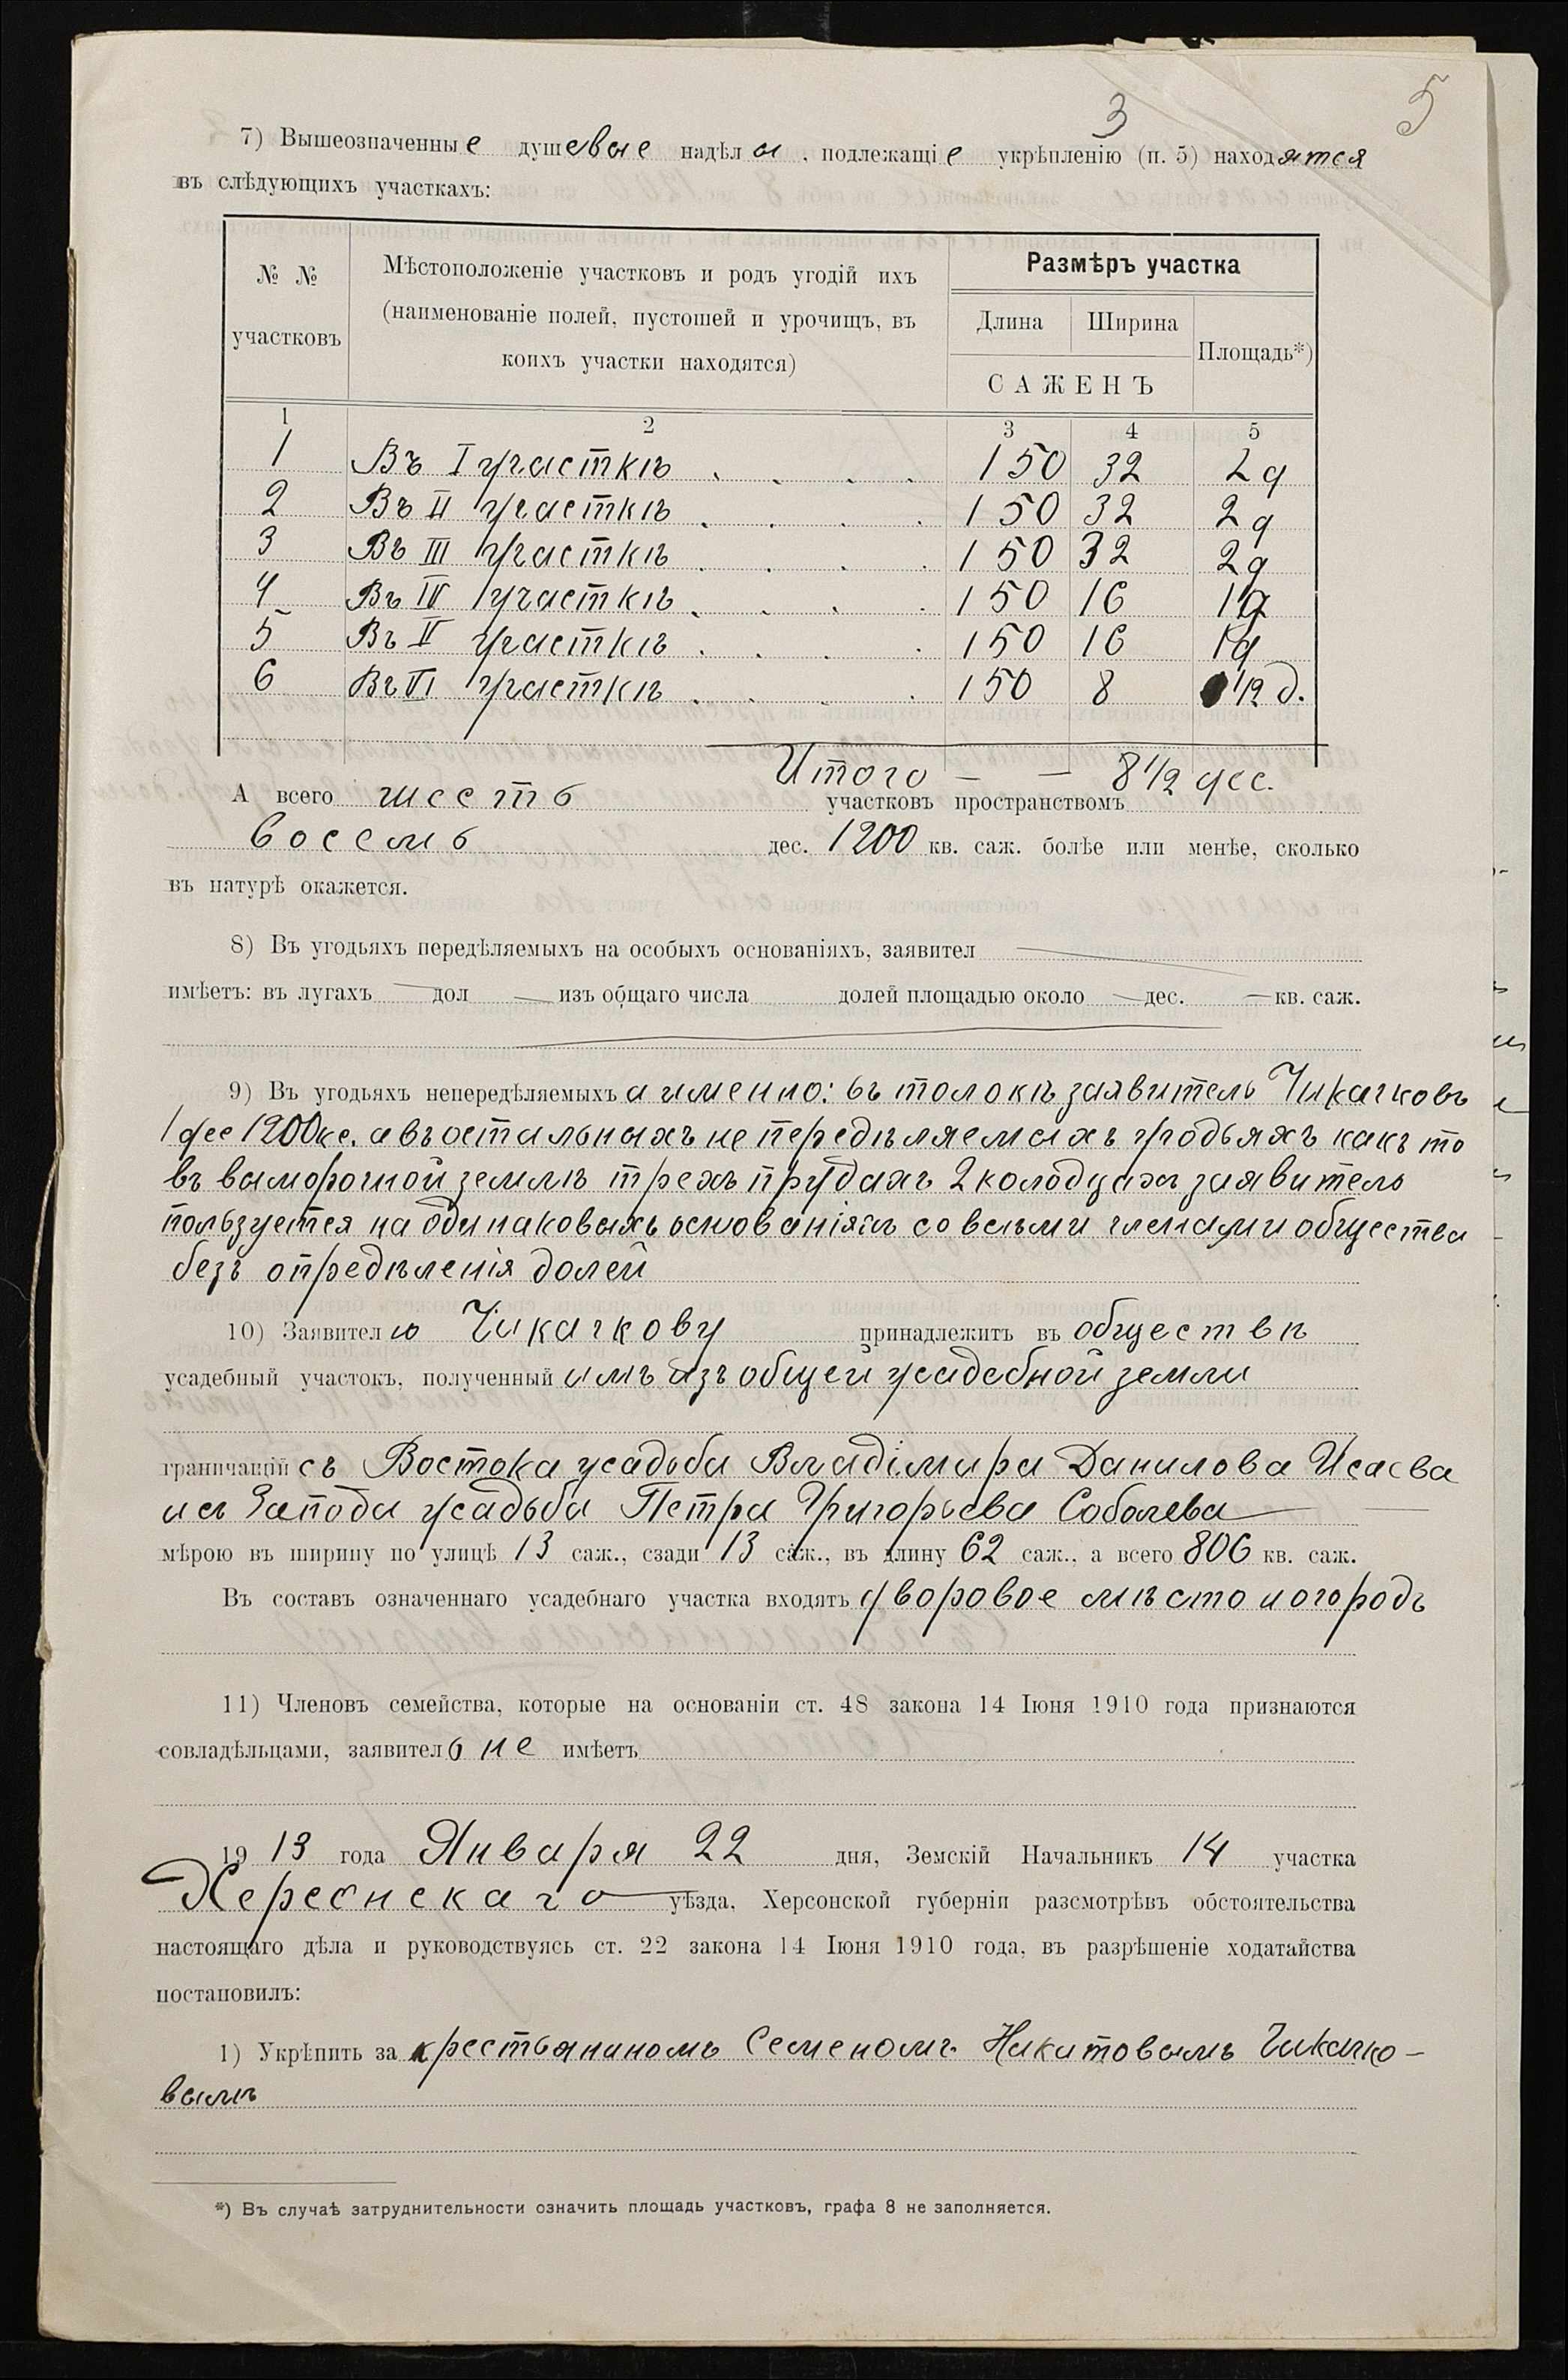 3
5
7) Вышеозначенные душевые надѣлы, подлежащіе укрѣпленію (п. 5) находятся
въ слѣдующихъ участкахъ:
№ № участковъ
Мѣстоположеніе участковъ и родъ угодій ихъ
(наименованіе полей, пустошей и урочищъ, въ
коихъ участки находятся)
Размѣръ участка
Длина Ширина Площадь*)
САЖЕНЪ
1 2 3 4 5
1 Въ I участкѣ . . . . 150 32 2 д
2 Въ II участкѣ . . . . 150 32 2 д
3 Въ III участкѣ . . . . 150 32 2 д
4 Въ IV участкѣ . . . . 150 16 1 д
5 Въ V участкѣ . . . . 150 16 1 д
6 Въ VI участкѣ . . . . 150 8 1/2 д.
Итого — — 8 1/2 дес.
А всего шесть участковъ пространствомъ
восемь дес. 1200 кв. саж. болѣе или менѣе, сколько
въ натурѣ окажется.
8) Въ угодьяхъ передѣляемыхъ на особыхъ основаніяхъ, заявител —
имѣетъ: въ лугахъ — дол — изъ общаго числа долей площадью около — дес. — кв. саж.
9) Въ угодьяхъ непередѣляемыхъ а именно: въ толокѣ заявитель Чикачковъ
1 дес 1200 кс. а въ остальныхъ не передѣляемыхъ угодьяхъ какъ то
въ выморочной землѣ трехъ прудахъ 2 колодцахъ заявитель
пользуется на одинаковыхъ основаніяхъ со всѣми членами общества
безъ опредѣленія долей
10) Заявителю Чикачкову принадлежитъ въ обществѣ
усадебный участокъ, полученный имъ изъ общей усадебной земли
граничащій съ Востока усадьба Владіміра Данилова Исаева
и съ Запода усадьба Петра Григорьева Соболева —
мѣрою въ ширину по улицѣ 13 саж., сзади 13 саж., въ длину 62 саж., а всего 806 кв. саж.
Въ составъ означеннаго усадебнаго участка входятъ дворовое мѣсто и огородъ
11) Членовъ семейства, которые на основаніи ст. 48 закона 14 Іюня 1910 года признаются
совладѣльцами, заявитель не имѣетъ
1913 года Января 22 дня, Земскій Начальникъ 14 участка
Херсонскаго уѣзда, Херсонской губерніи разсмотрѣвъ обстоятельства
настоящаго дѣла и руководствуясь ст. 22 закона 14 Іюня 1910 года, въ разрѣшеніе ходатайства
постановилъ:
1) Укрѣпить за крестьяниномъ Семеномъ Никитовымъ Чикачко-
вымъ
*) Въ случаѣ затруднительности означить площадь участковъ, графа 8 не заполняется.